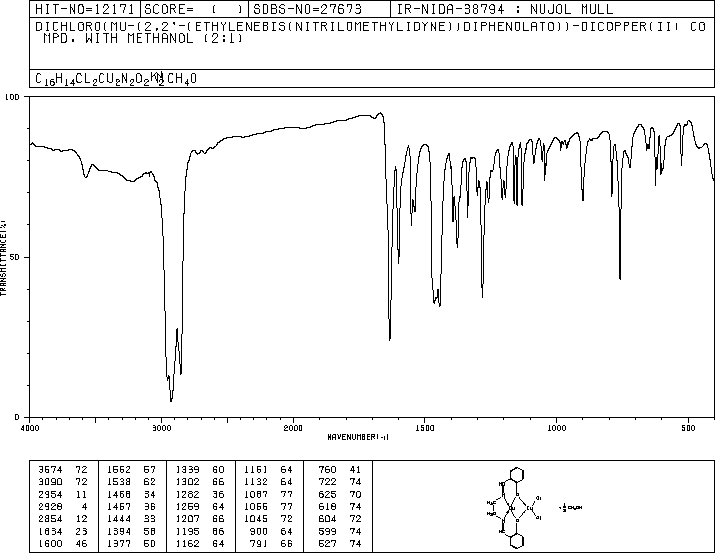 HIT-NO=12171 SCORE= ( ) SDBS-NO=27673 IR-NIDA-38794 : NUJOL MULL
DICHLORO(MU-(2,2'-(ETHYLENEBIS(NITRILOMETHYLIDYNE))DIPHENOLATO))-DICOPPER(II) CO
MPD. WITH METHANOL (2:1)
C16H14CL2CU2N2O2
CH4O
100
TRANSMITTANCE(%)
50
0
4000 3000 2000 1500 1000 500
WAVENUMBER(-1)
3574 72 1552 57 1339 60 1151 64 760 41
3090 72 1538 62 1302 66 1132 64 722 74
2954 11 1468 34 1282 36 1087 77 625 70
2928 4 1467 36 1259 64 1066 77 618 74
2854 12 1444 33 1207 66 1045 72 604 72
1634 23 1394 58 1195 66 900 64 599 74
1600 46 1377 50 1162 64 791 66 527 74